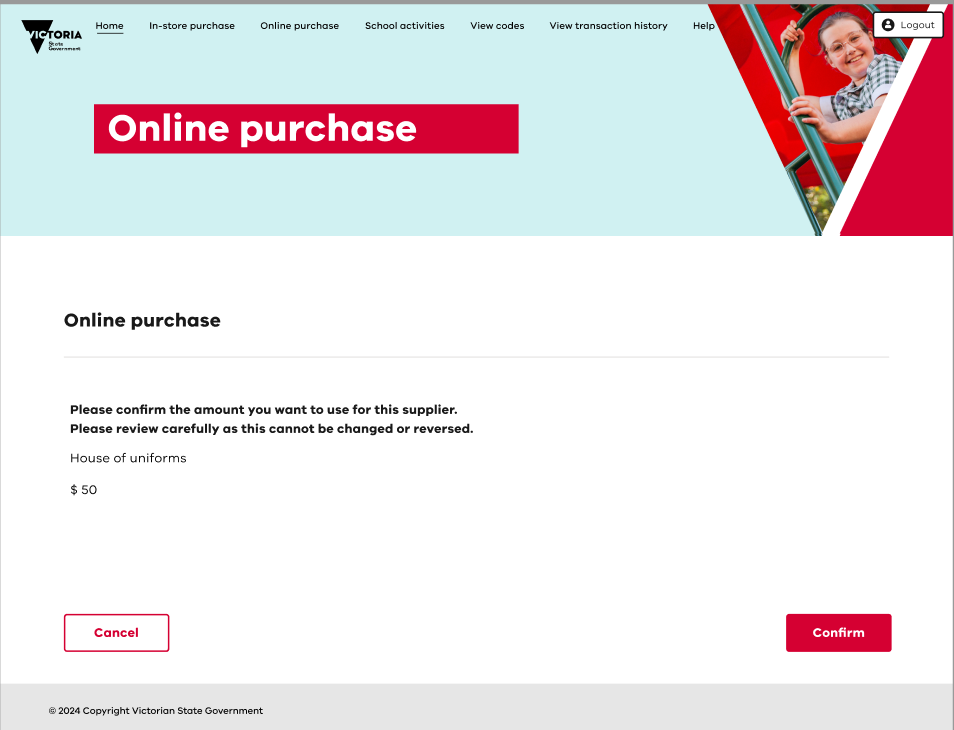 VICTORIA
State
Government
Home
In-store purchase
Online purchase
School activities
View codes
View transaction history
Help
Logout
Online purchase
Online purchase
Please confirm the amount you want to use for this supplier.
Please review carefully as this cannot be changed or reversed.
House of uniforms
$ 50
Cancel
Confirm
© 2024 Copyright Victorian State Government